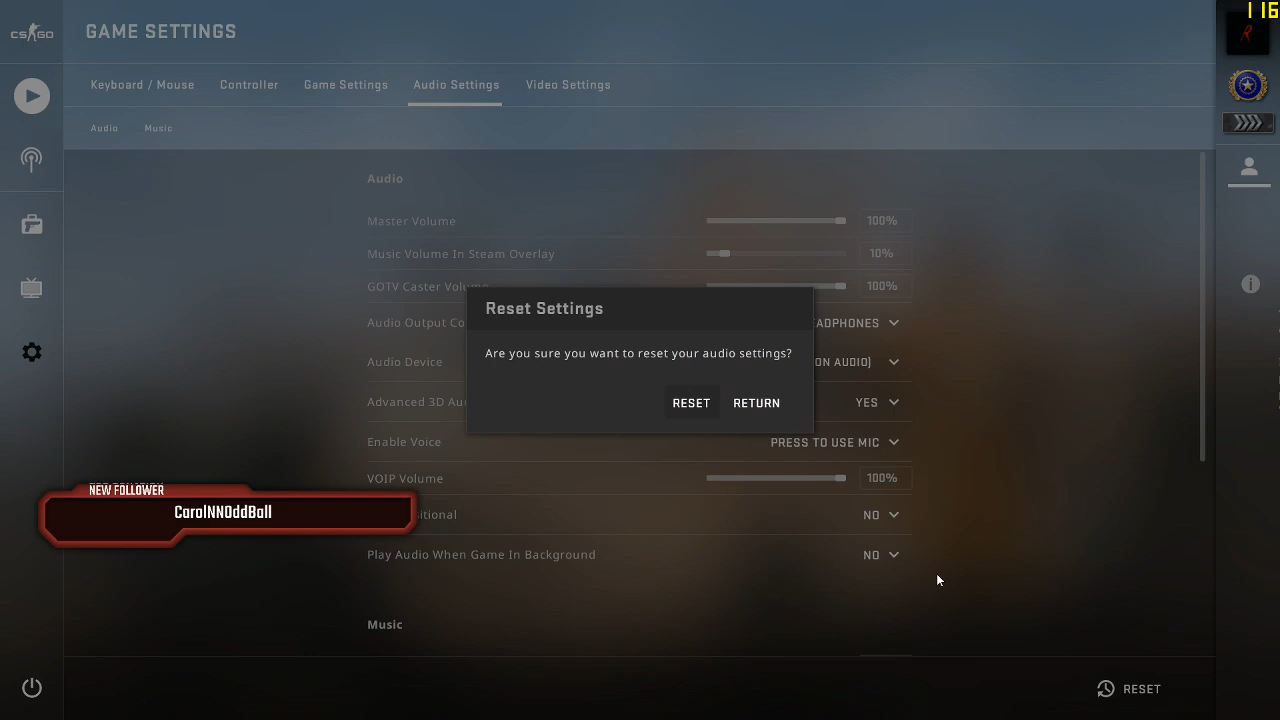 116
CS GO
GAME SETTINGS
Keyboard / Mouse Controller Game Settings Audio Settings Video Settings
Audio Music
Audio
Master Volume 100%
Music Volume In Steam Overlay 10%
GOTV Caster Volume 100%
Reset Settings
Audio Output Co EADPHONES
Are you sure you want to reset your audio settings?
Audio Device ON AUDIO)
Advanced 3D Au YES
RESET RETURN
Enable Voice PRESS TO USE MIC
VOIP Volume 100%
NEW FOLLOWER
CarolNNOddBall
itional NO
Play Audio When Game In Background NO
Music
RESET